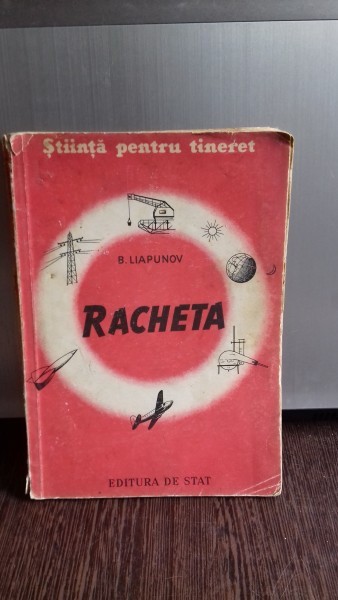 Știință pentru tineret
B. LIAPUNOV
RACHETA
EDITURA DE STAT